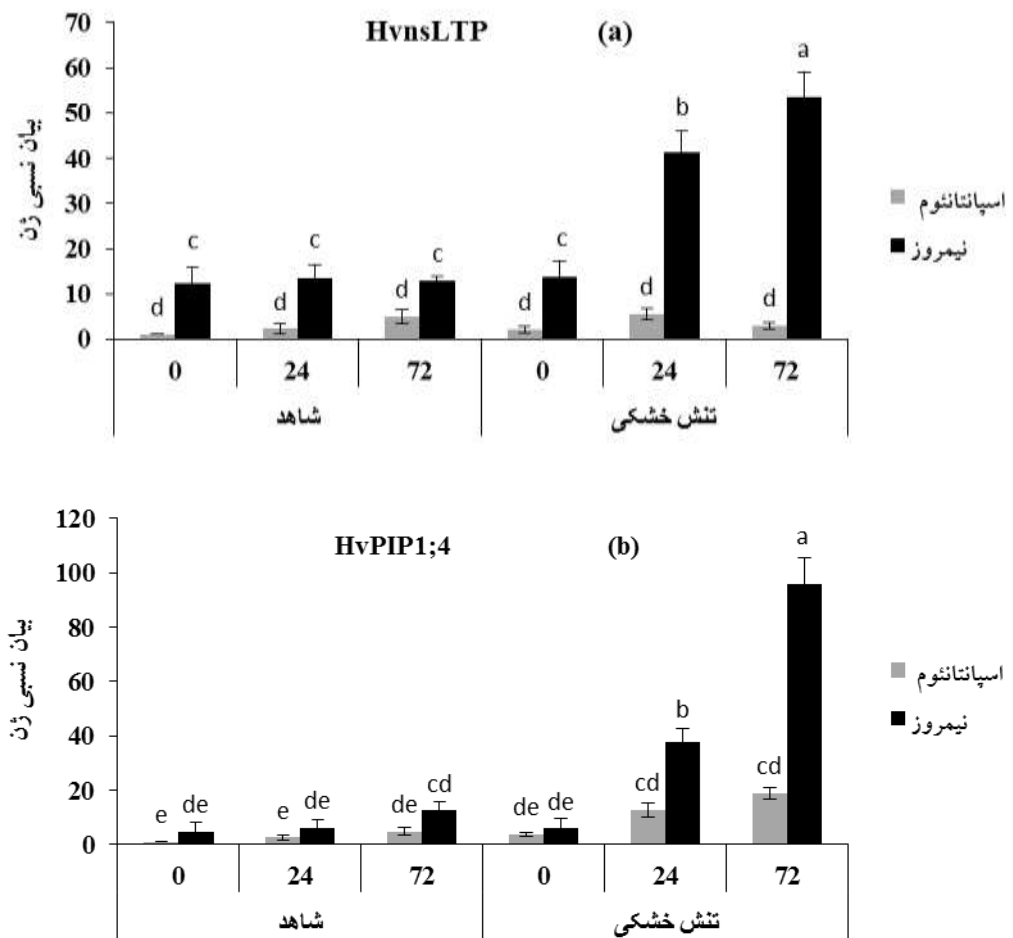 HvnsLTP (a)
70
60
50
40
30
20
10
0
بیان نسبی ژن
d c d c d c d c d b d a
0 24 72 0 24 72
شاهد تنش خشکی
اسپانتانئوم
نیمروز
HvPIP1;4 (b)
120
100
80
60
40
20
0
بیان نسبی ژن
e de e de de cd de de cd b cd a
0 24 72 0 24 72
شاهد تنش خشکی
اسپانتانئوم
نیمروز